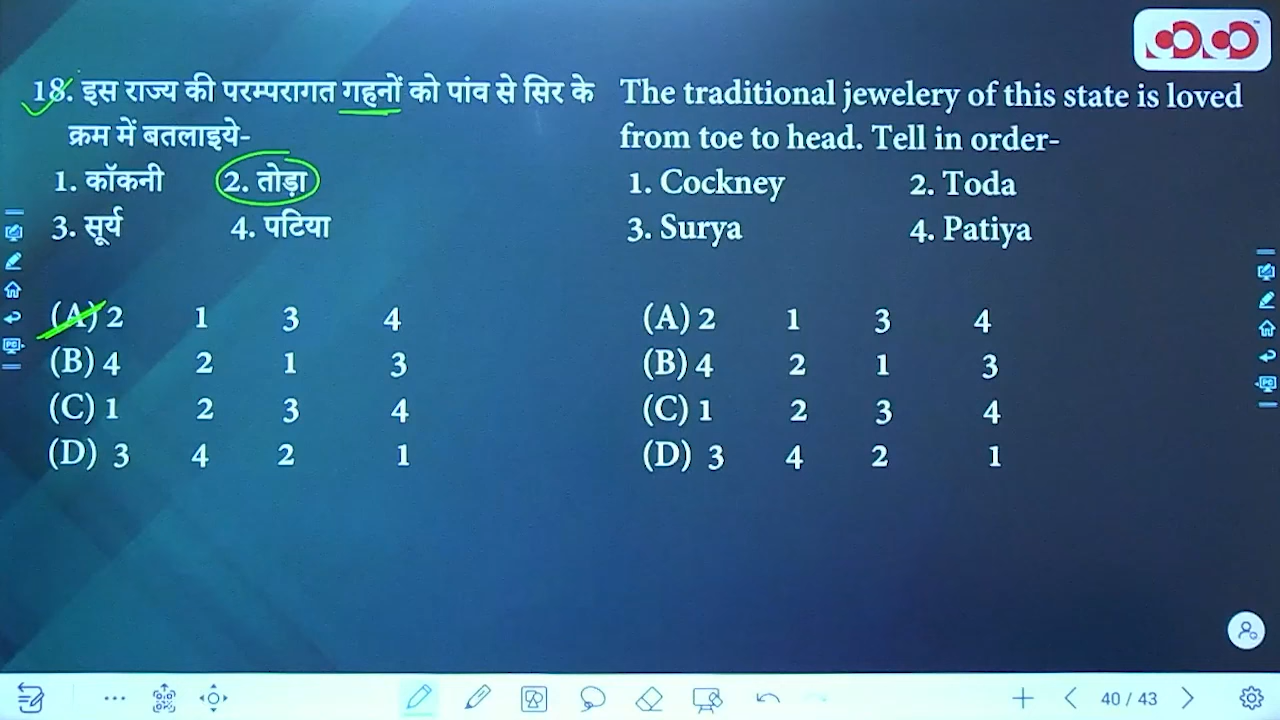 18. इस राज्य की परम्परागत गहनों को पांव से सिर के
क्रम में बतलाइये-
1. कॉकनी 2. तोड़ा
3. सूर्य 4. पटिया
(A) 2 1 3 4
(B) 4 2 1 3
(C) 1 2 3 4
(D) 3 4 2 1
The traditional jewelery of this state is loved
from toe to head. Tell in order-
1. Cockney 2. Toda
3. Surya 4. Patiya
(A) 2 1 3 4
(B) 4 2 1 3
(C) 1 2 3 4
(D) 3 4 2 1
PC
PC
40 / 43